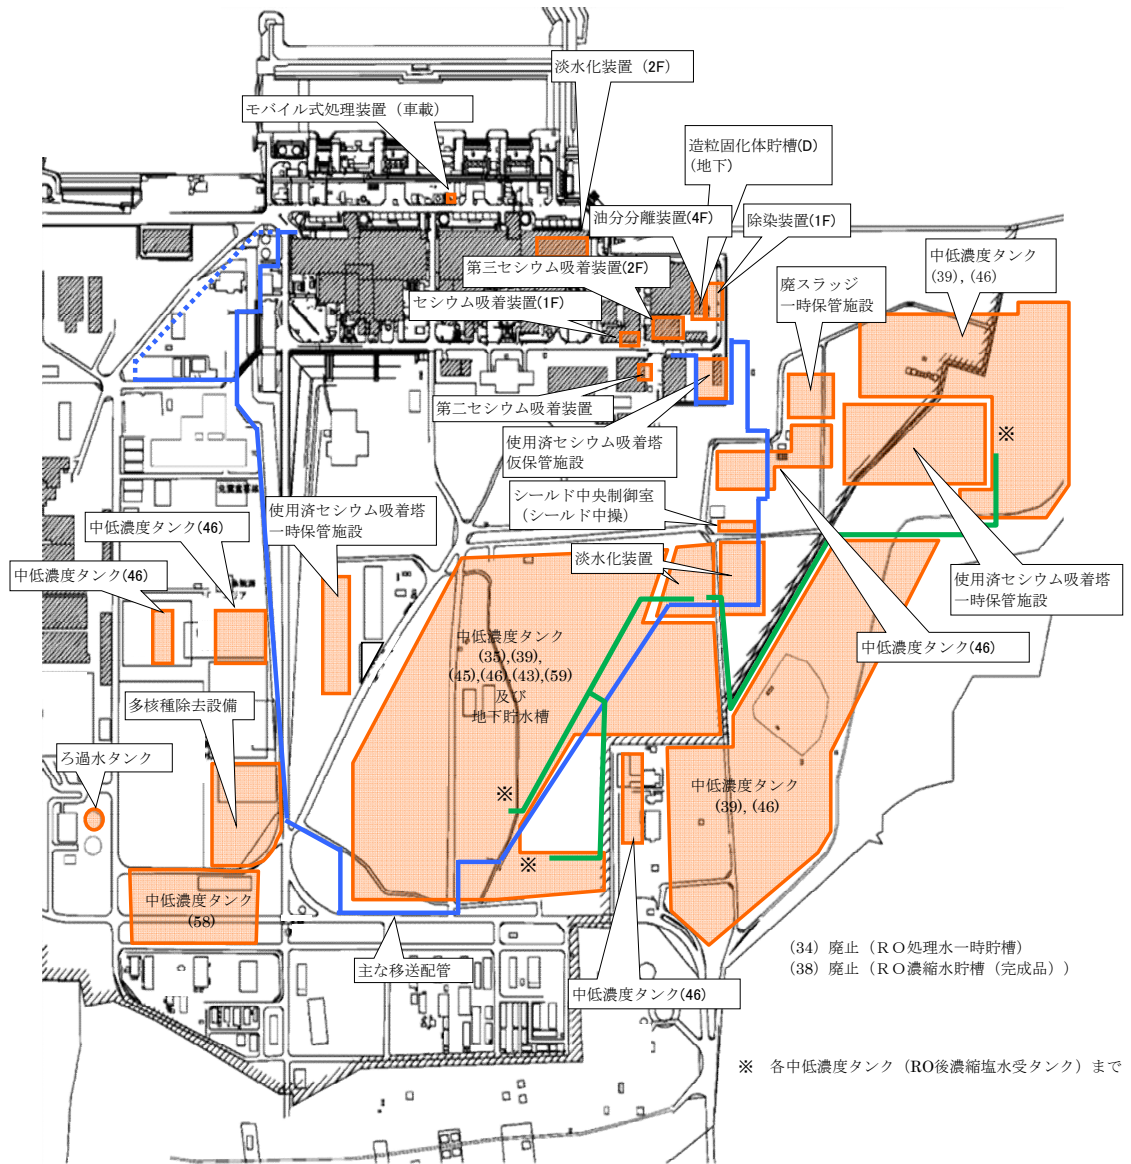 淡水化装置（2F）
モバイル式処理装置（車載）
造粒固化体貯槽(D)
(地下)
油分分離装置(4F)
除染装置(1F)
中低濃度タンク
(39), (46)
第三セシウム吸着装置(2F)
廃スラッジ
一時保管施設
セシウム吸着装置(1F)
第二セシウム吸着装置
使用済セシウム吸着塔
仮保管施設
※
シールド中央制御室
（シールド中操）
使用済セシウム吸着塔
一時保管施設
中低濃度タンク(46)
淡水化装置
中低濃度タンク(46)
使用済セシウム吸着塔
一時保管施設
中低濃度タンク
(35),(39),
(45),(46),(43),(59)
及び
地下貯水槽
中低濃度タンク(46)
多核種除去設備
ろ過水タンク
※
中低濃度タンク
(39), (46)
※
中低濃度タンク
(58)
主な移送配管
中低濃度タンク(46)
(34) 廃止（ＲＯ処理水一時貯槽）
(38) 廃止（ＲＯ濃縮水貯槽（完成品））
※　各中低濃度タンク（RO後濃縮塩水受タンク）まで